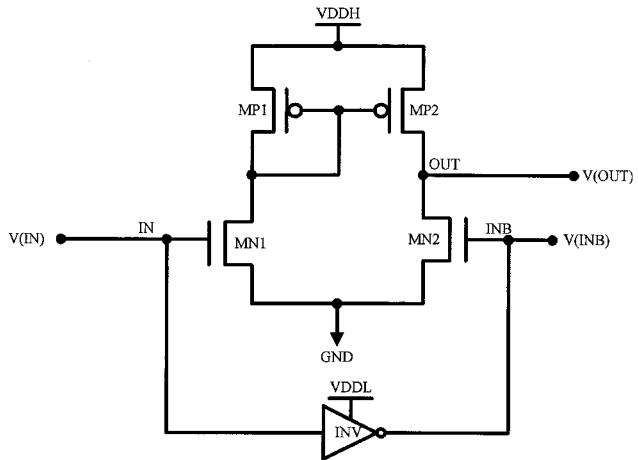 VDDH
MP1
MP2
OUT
V(OUT)
V(IN)
IN
MN1
MN2
INB
V(INB)
GND
VDDL
INV